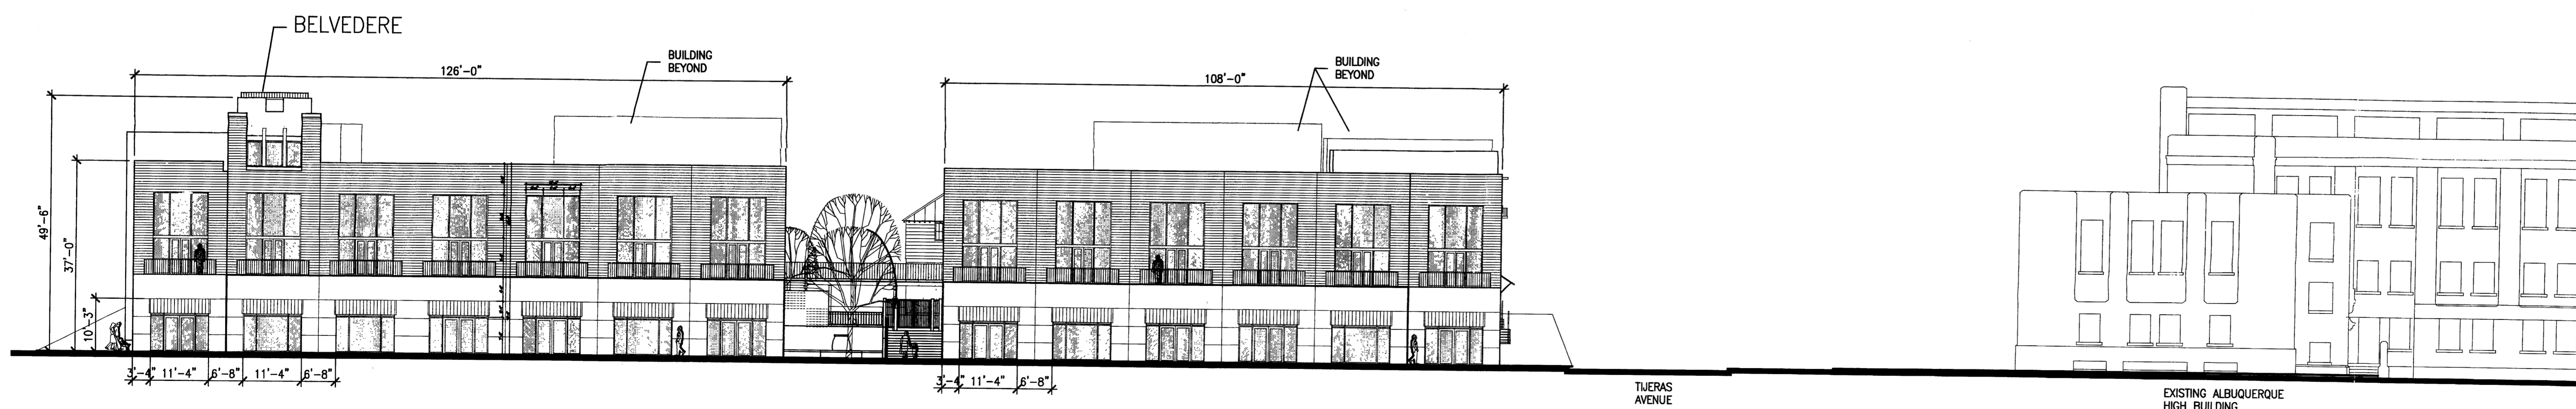 BELVEDERE
BUILDING
BEYOND
126'-0"
BUILDING
BEYOND
108'-0"
49'-6"
37'-0"
10'-3"
3'-4" 11'-4" 6'-8" 11'-4" 6'-8"
3'-4" 11'-4" 6'-8"
TIJERAS
AVENUE
EXISTING ALBUQUERQUE
HIGH BUILDING